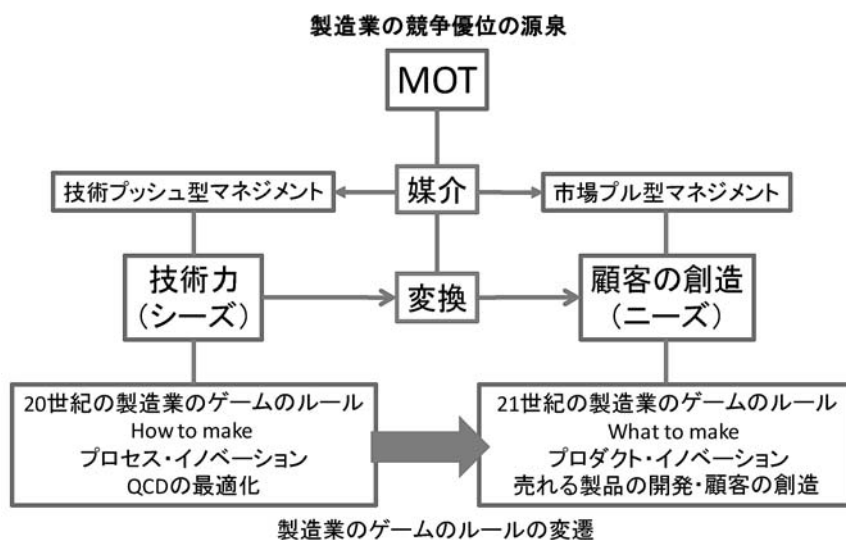 製造業の競争優位の源泉
MOT
技術プッシュ型マネジメント
媒介
市場プル型マネジメント
技術力
（シーズ）
変換
顧客の創造
（ニーズ）
20世紀の製造業のゲームのルール
How to make
プロセス・イノベーション
QCDの最適化
21世紀の製造業のゲームのルール
What to make
プロダクト・イノベーション
売れる製品の開発・顧客の創造
製造業のゲームのルールの変遷